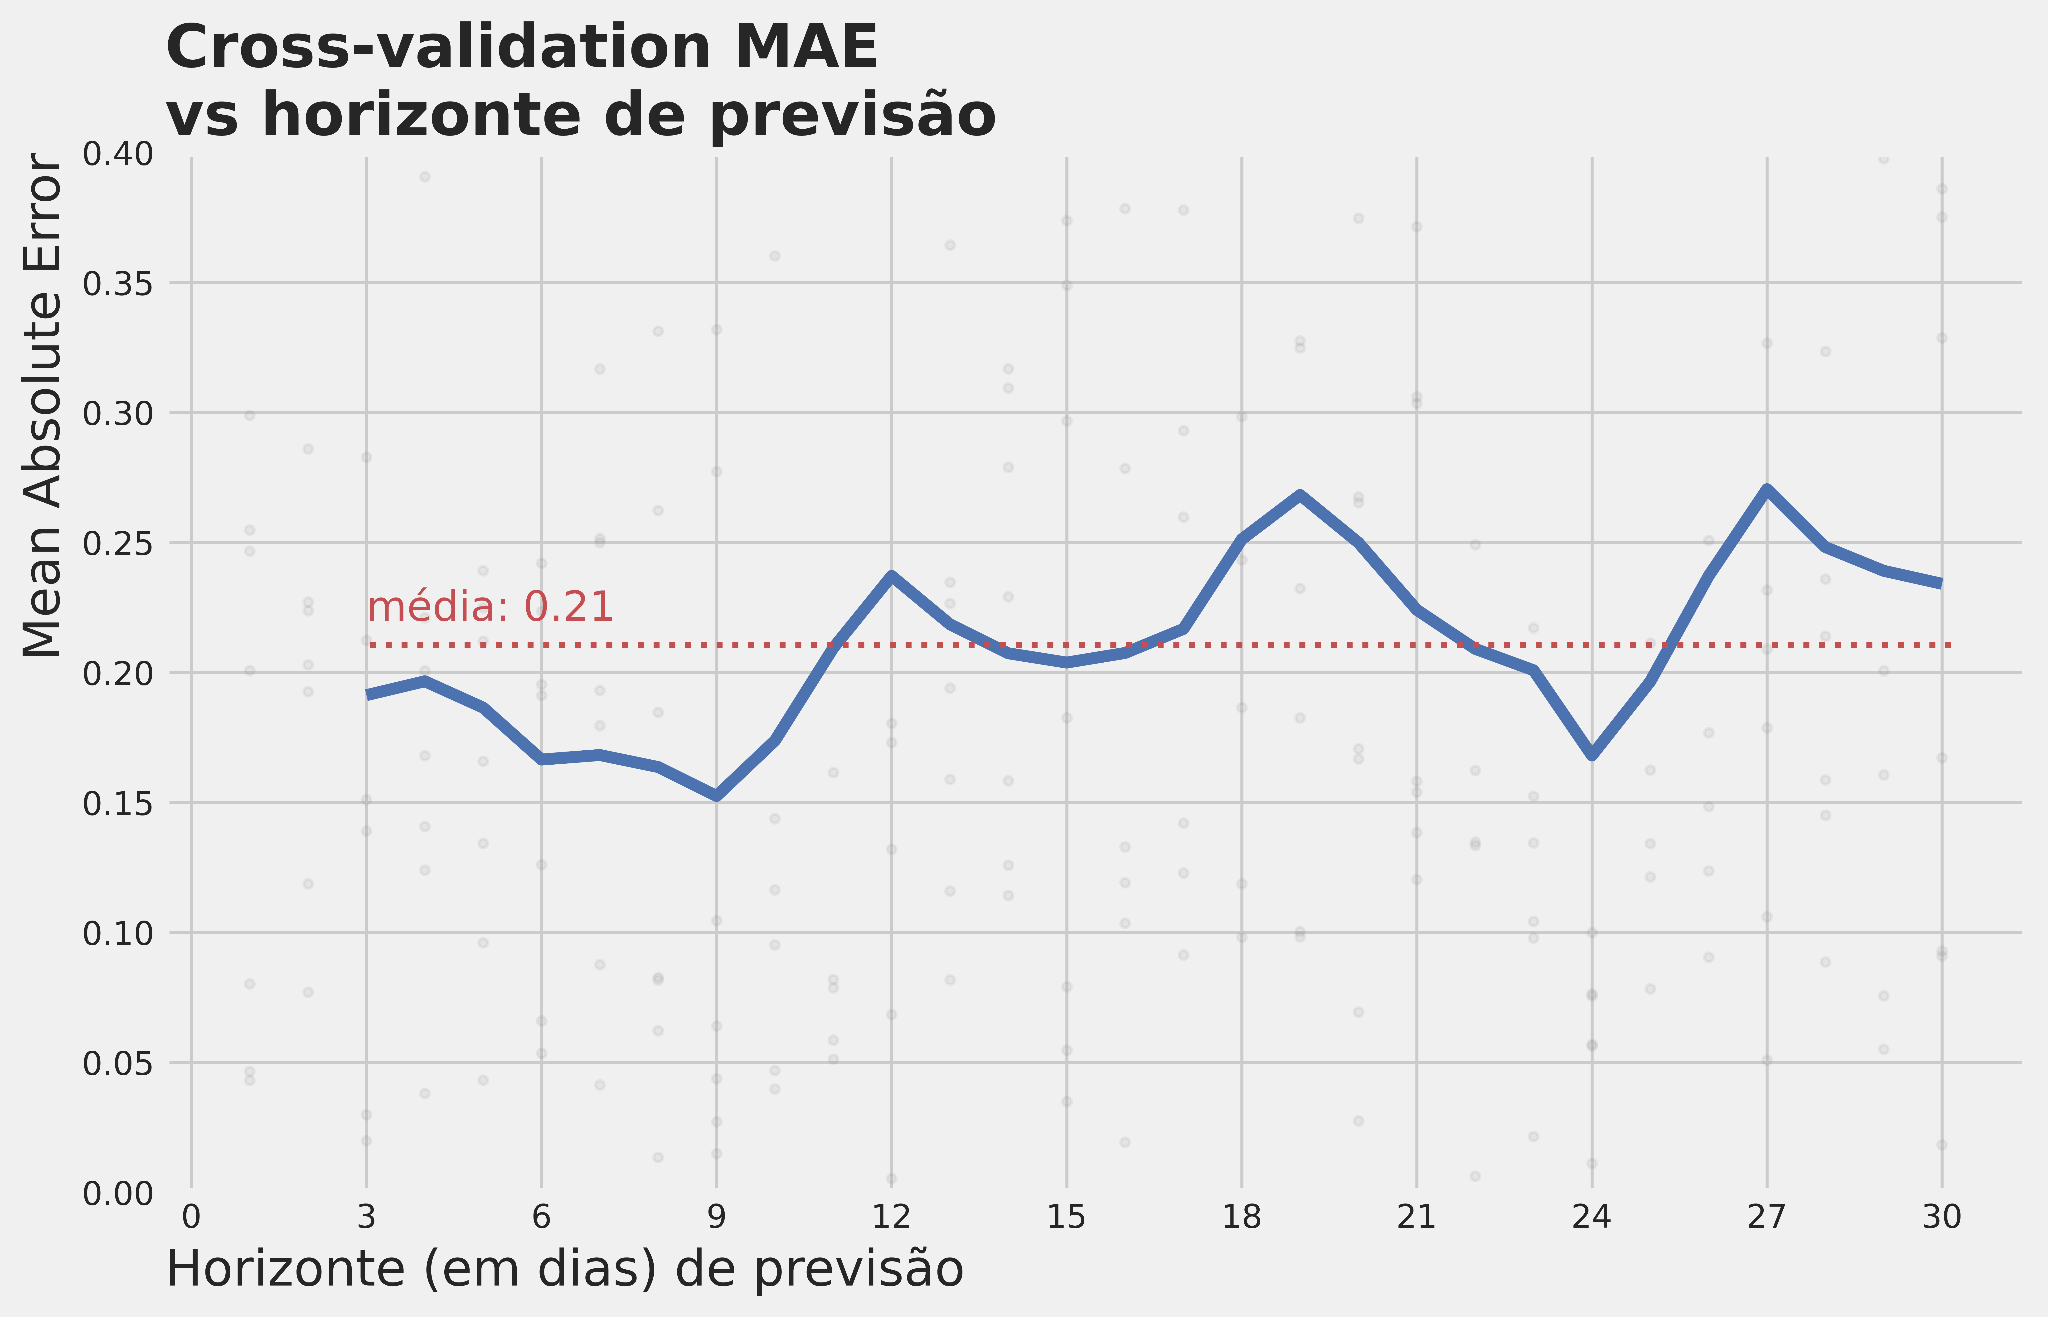 Cross-validation MAE
vs horizonte de previsão
Mean Absolute Error
0.40
0.35
0.30
0.25
0.20
0.15
0.10
0.05
0.00
média: 0.21
0 3 6 9 12 15 18 21 24 27 30
Horizonte (em dias) de previsão